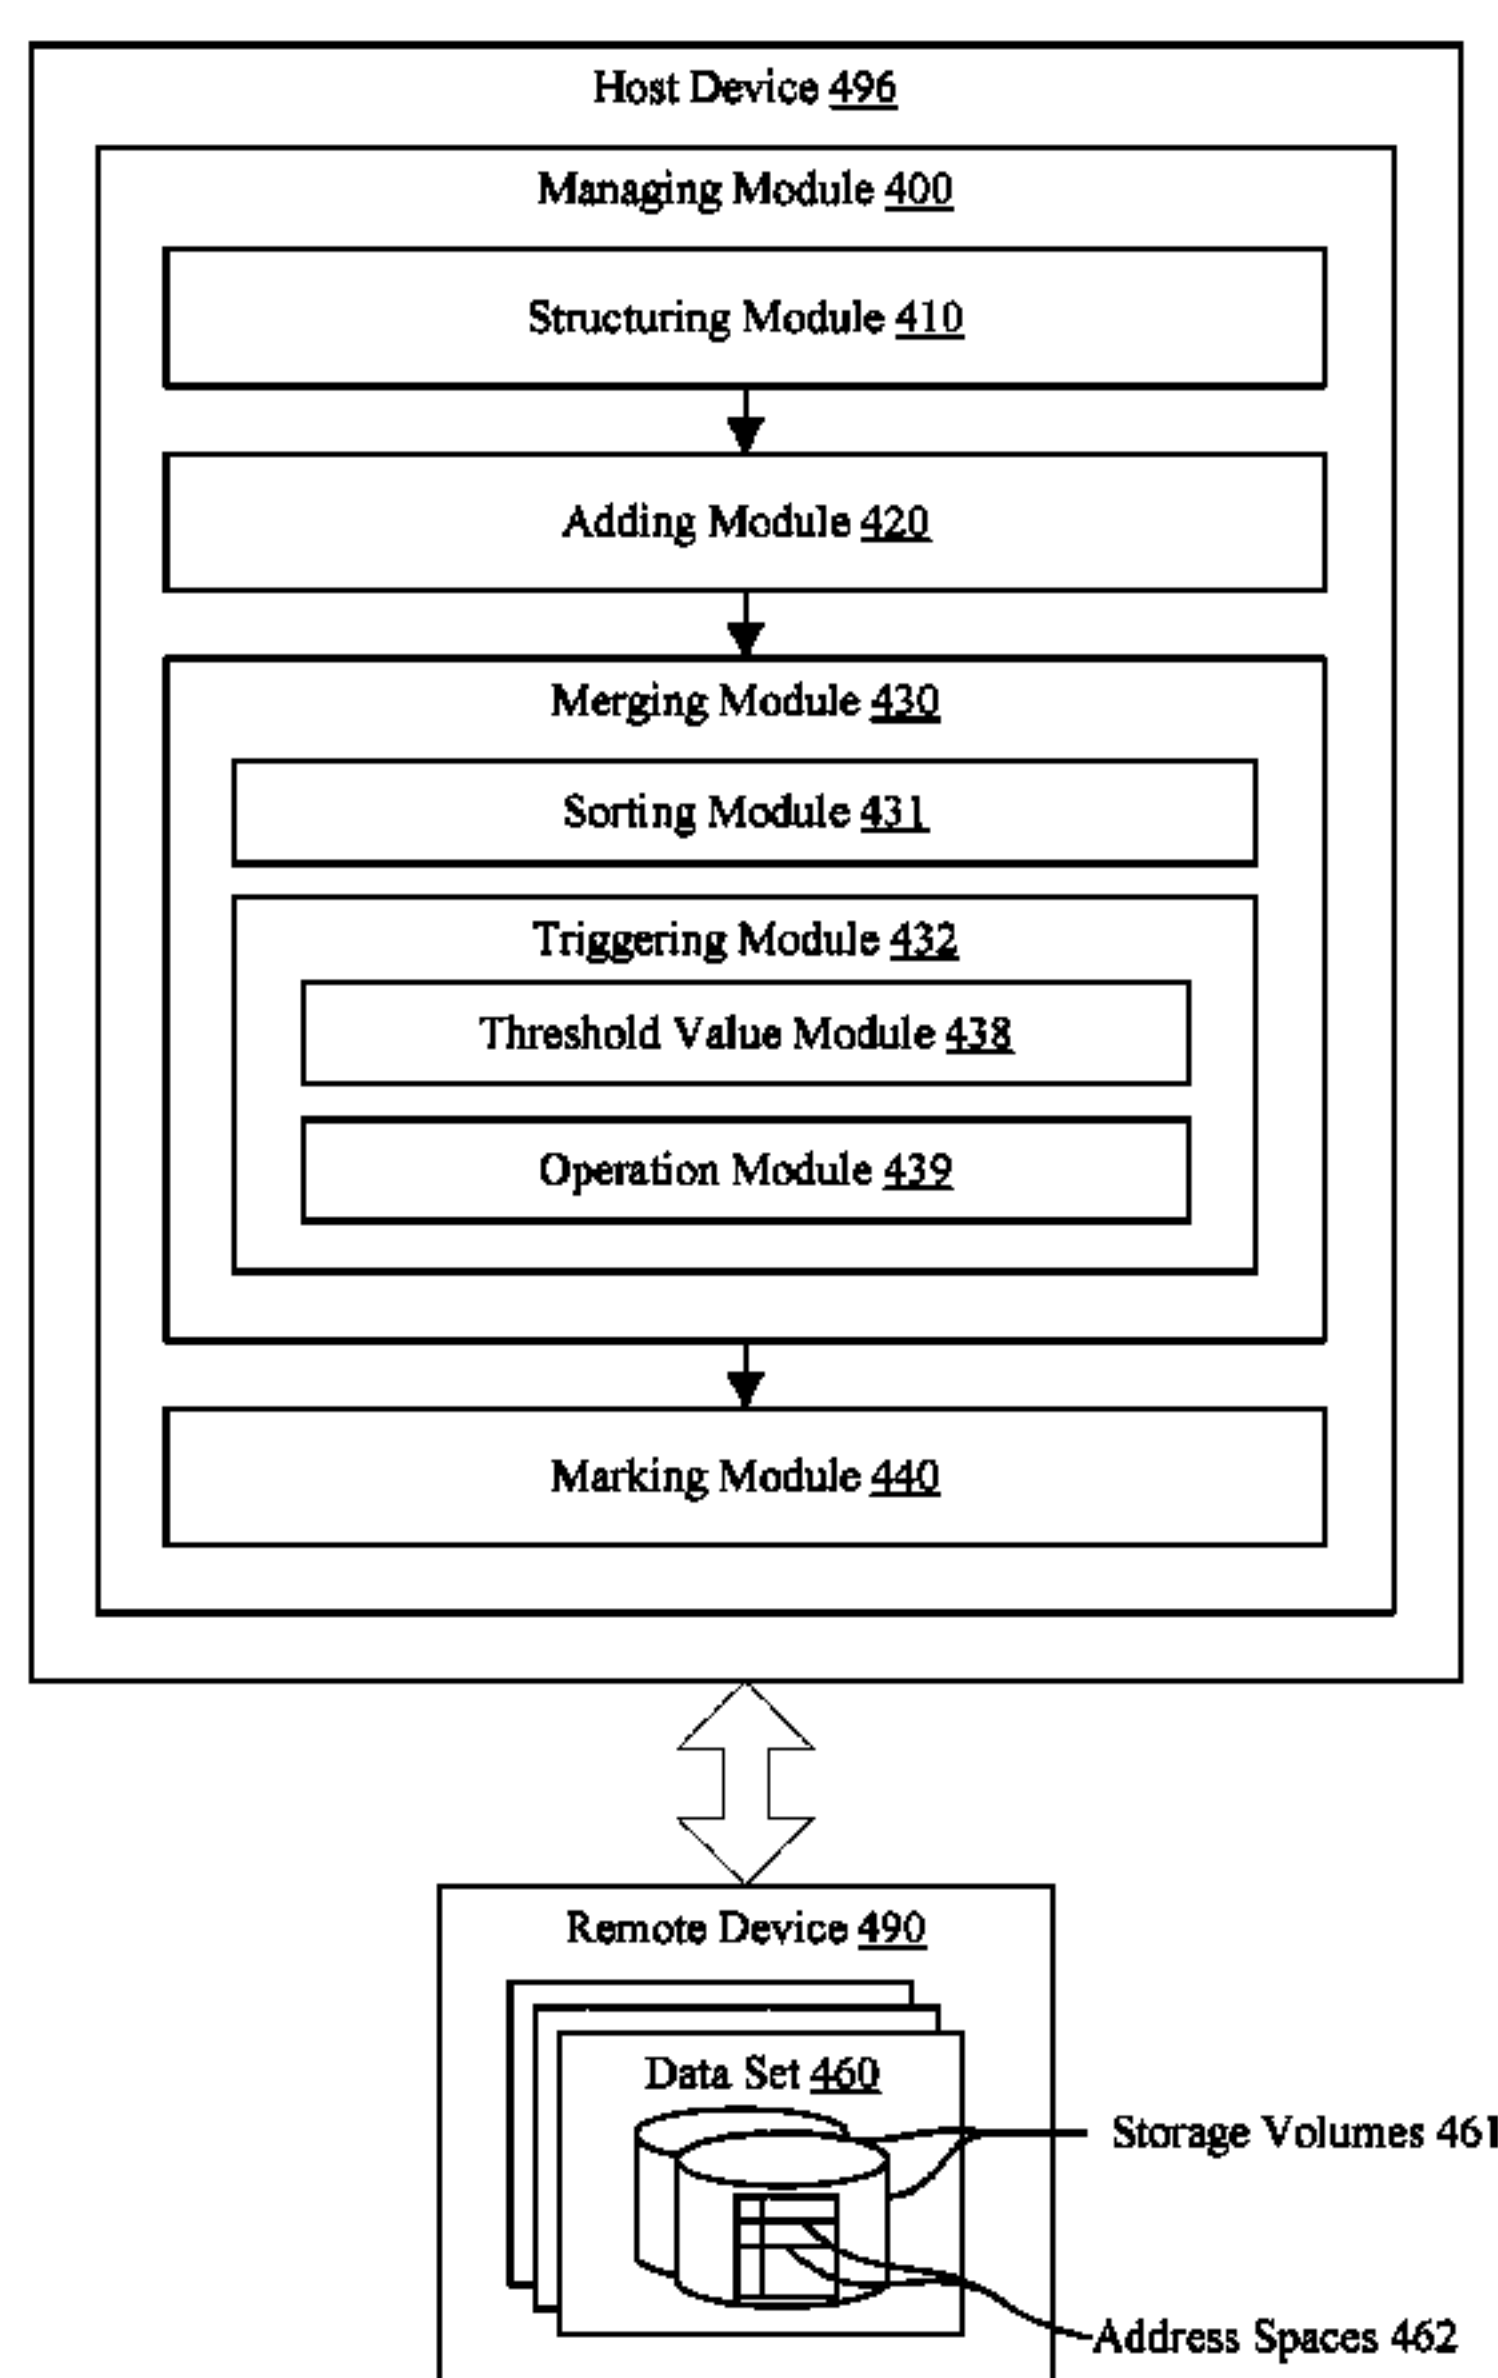 Host Device 496
Managing Module 400
Structuring Module 410
Adding Module 420
Merging Module 430
Sorting Module 431
Triggering Module 432
Threshold Value Module 438
Operation Module 439
Marking Module 440
Remote Device 490
Data Set 460
Storage Volumes 461
Address Spaces 462